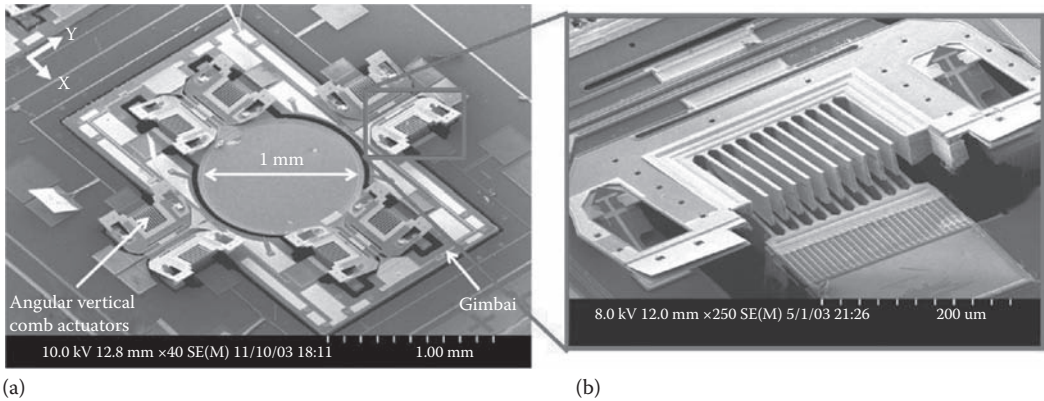 Y
X
1 mm
Angular vertical
comb actuators
Gimbai
10.0 kV 12.8 mm ×40 SE(M) 11/10/03 18:11
1.00 mm
8.0 kV 12.0 mm ×250 SE(M) 5/1/03 21:26
200 um
(a)
(b)